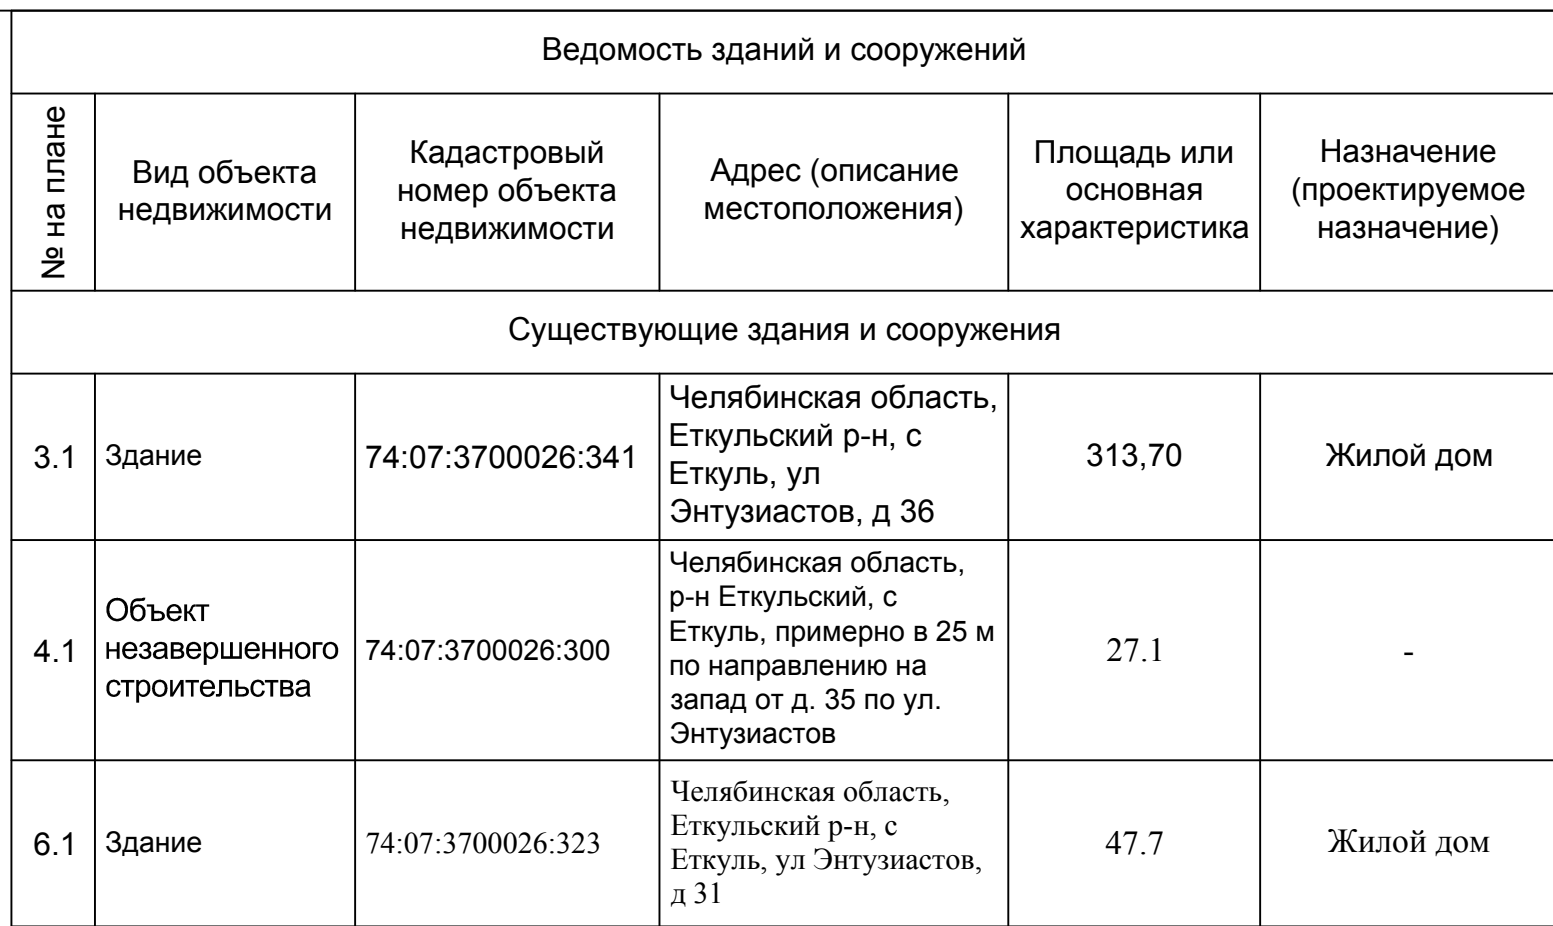 Ведомость зданий и сооружений
№ на плане
Вид объекта
недвижимости
Кадастровый
номер объекта
недвижимости
Адрес (описание
местоположения)
Площадь или
основная
характеристика
Назначение
(проектируемое
назначение)
Существующие здания и сооружения
3.1
Здание
74:07:3700026:341
Челябинская область,
Еткульский р-н, с
Еткуль, ул
Энтузиастов, д 36
313,70
Жилой дом
4.1
Объект
незавершенного
строительства
74:07:3700026:300
Челябинская область,
р-н Еткульский, с
Еткуль, примерно в 25 м
по направлению на
запад от д. 35 по ул.
Энтузиастов
27.1
-
6.1
Здание
74:07:3700026:323
Челябинская область,
Еткульский р-н, с
Еткуль, ул Энтузиастов,
д 31
47.7
Жилой дом